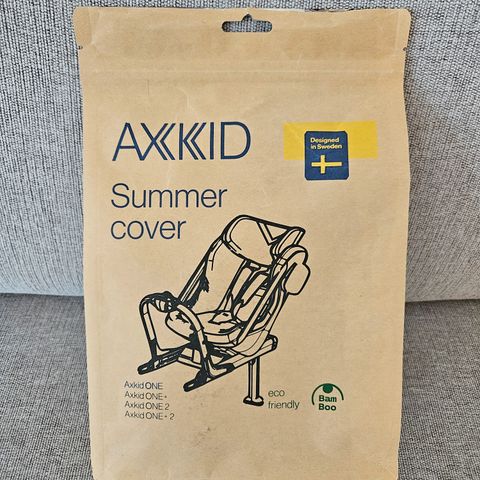 AXKID
Designed
in Sweden
Summer
cover
Axkid ONE
Axkid ONE+
Axkid ONE 2
Axkid ONE+ 2
eco
friendly
Bam
Boo